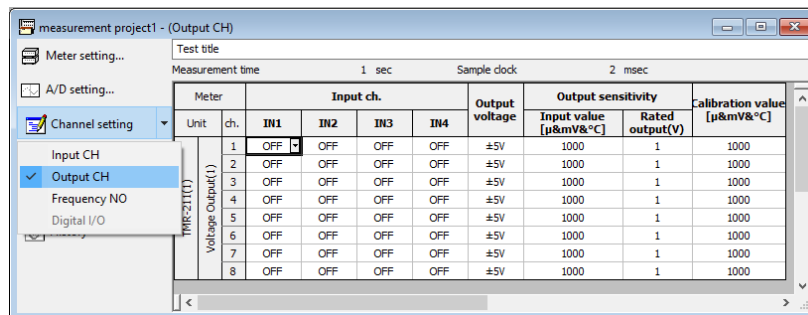 measurement project1 - (Output CH)
Meter setting...
A/D setting...
Channel setting
Input CH
Output CH
Frequency NO
Digital I/O
Test title
Measurement time 1 sec Sample clock 2 msec
Meter Input ch. Output voltage Output sensitivity Calibration value [µ&mV&°C]
Unit ch. IN1 IN2 IN3 IN4 Input value [µ&mV&°C] Rated output(V)
TMR-211(1)
Voltage Output(1)
1 OFF OFF OFF OFF ±5V 1000 1 1000
2 OFF OFF OFF OFF ±5V 1000 1 1000
3 OFF OFF OFF OFF ±5V 1000 1 1000
4 OFF OFF OFF OFF ±5V 1000 1 1000
5 OFF OFF OFF OFF ±5V 1000 1 1000
6 OFF OFF OFF OFF ±5V 1000 1 1000
7 OFF OFF OFF OFF ±5V 1000 1 1000
8 OFF OFF OFF OFF ±5V 1000 1 1000